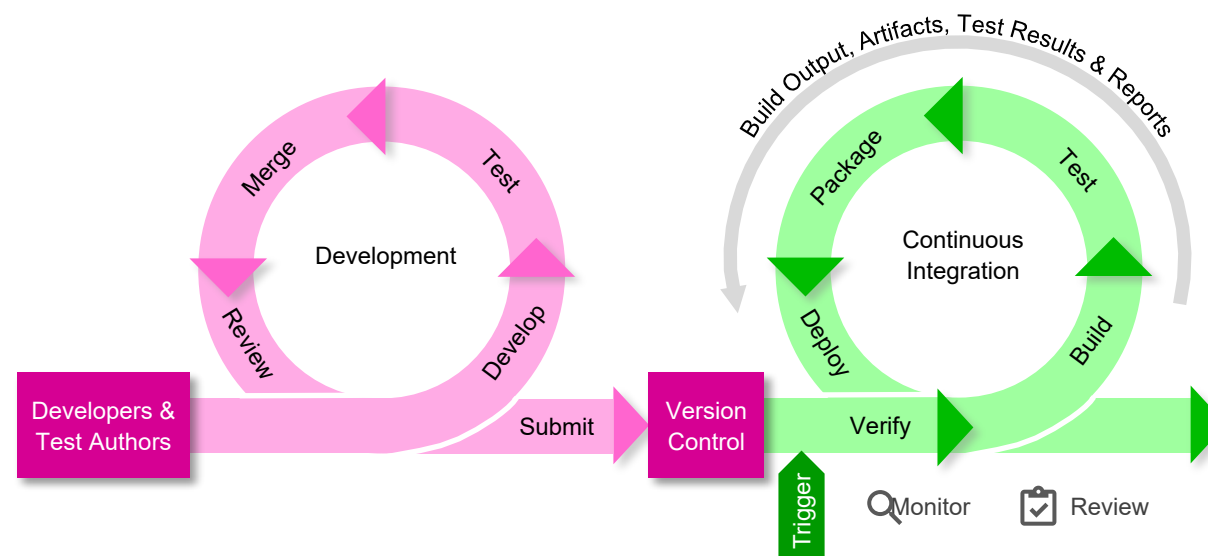 Build Output, Artifacts, Test Results & Reports
Merge
Test
Development
Review
Develop
Developers &
Test Authors
Submit
Package
Test
Continuous
Integration
Deploy
Build
Version
Control
Verify
Trigger
Monitor
Review